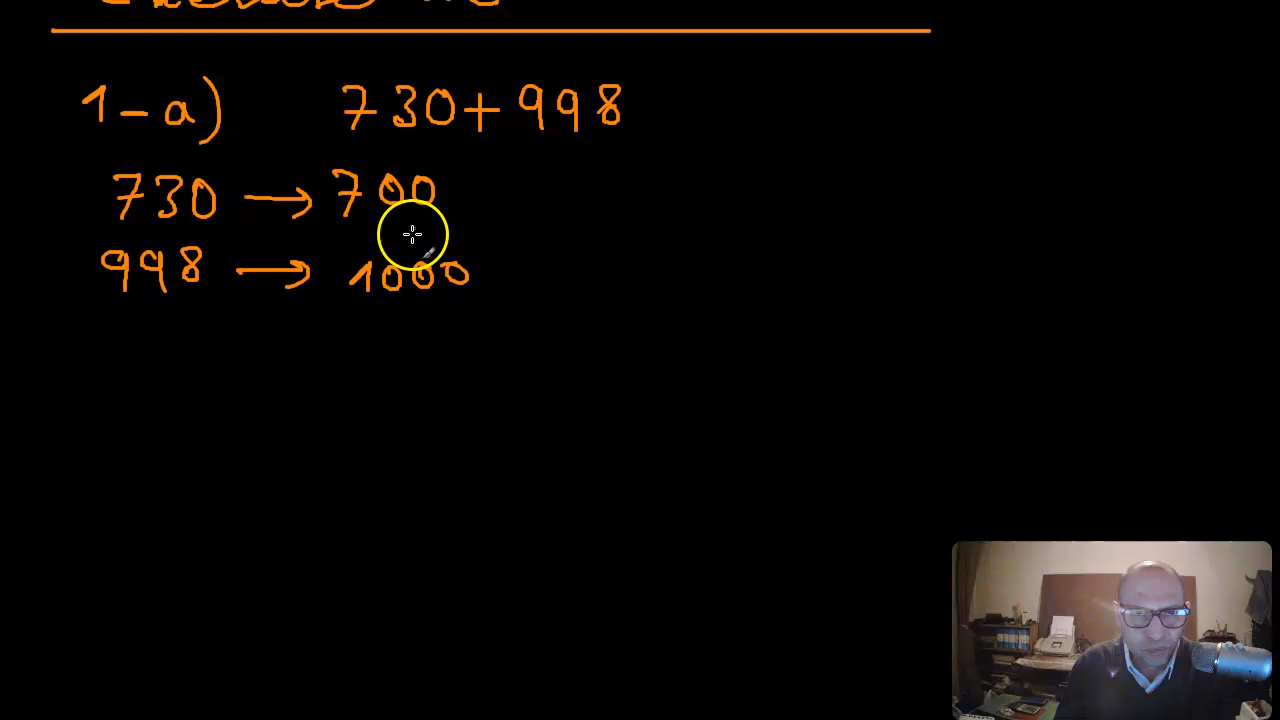 1-a) 730+998
730 → 700
998 → 1000